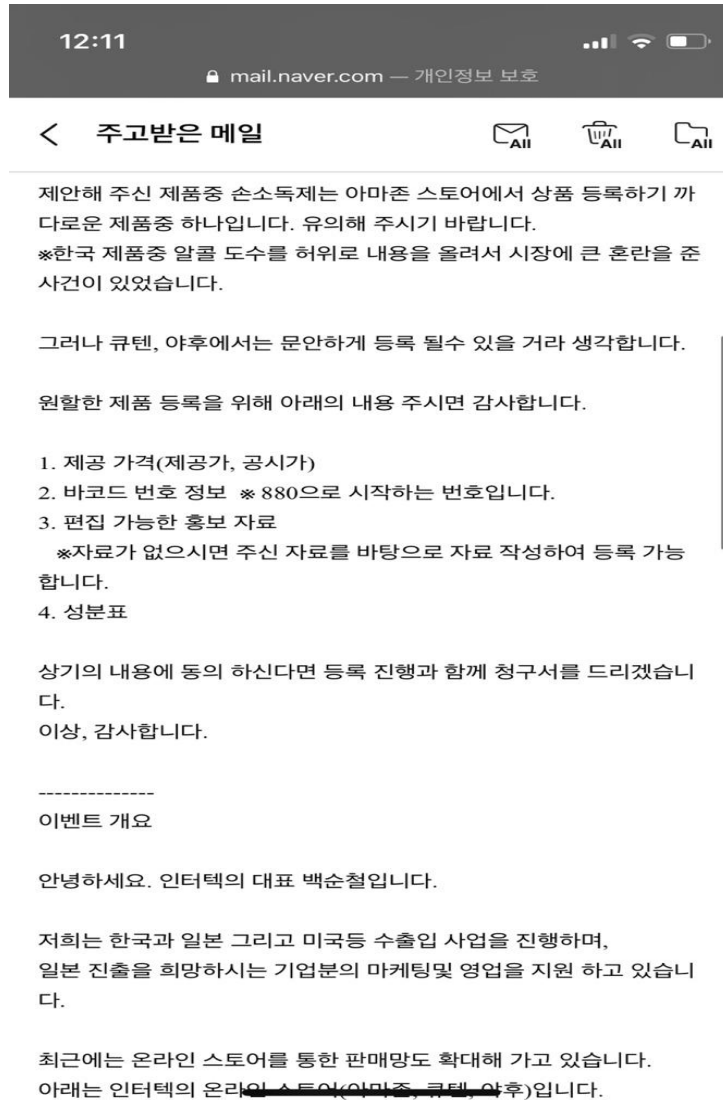 12:11
mail.naver.com — 개인정보 보호
주고받은 메일
All
All
All
제안해 주신 제품중 손소독제는 아마존 스토어에서 상품 등록하기 까
다로운 제품중 하나입니다. 유의해 주시기 바랍니다.
※한국 제품중 알콜 도수를 허위로 내용을 올려서 시장에 큰 혼란을 준
사건이 있었습니다.
그러나 큐텐, 야후에서는 문안하게 등록 될수 있을 거라 생각합니다.
원할한 제품 등록을 위해 아래의 내용 주시면 감사합니다.
1. 제공 가격(제공가, 공시가)
2. 바코드 번호 정보 ※ 880으로 시작하는 번호입니다.
3. 편집 가능한 홍보 자료
※자료가 없으시면 주신 자료를 바탕으로 자료 작성하여 등록 가능
합니다.
4. 성분표
상기의 내용에 동의 하신다면 등록 진행과 함께 청구서를 드리겠습니
다.
이상, 감사합니다.
--------------
이벤트 개요
안녕하세요. 인터텍의 대표 백순철입니다.
저희는 한국과 일본 그리고 미국등 수출입 사업을 진행하며,
일본 진출을 희망하시는 기업분의 마케팅및 영업을 지원 하고 있습니
다.
최근에는 온라인 스토어를 통한 판매망도 확대해 가고 있습니다.
아래는 인터텍의 온라인 스토어(아마존, 큐텐, 야후)입니다.